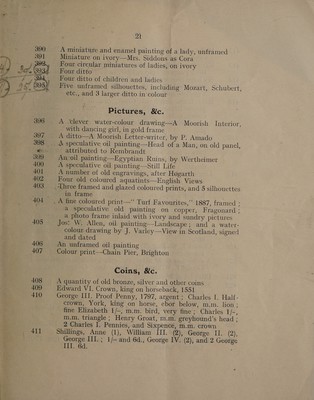 21
390 A miniature and enamel painting of a lady, unframed
391 Miniature on ivory—Mrs. Siddons as Cora
392 Four circular miniatures of ladies, on ivory
393 Four ditto
394 Four ditto of children and ladies
395 Five unframed silhouettes, including Mozart, Schubert,
etc., and 3 larger ditto in colour
Pictures, &c.
396 A clever water-colour drawing—A Moorish Interior,
with dancing girl, in gold frame
397 A ditto—A Moorish Letter-writer, by P. Amado
398 A speculative oil painting—Head of a Man, on old panel,
attributed to Rembrandt
399 An oil painting—Egyptian Ruins, by Wertheimer
400 A speculative oil painting—Still Life
401 A number of old engravings, after Hogarth
402 Four old coloured aquatints—English Views
403 Three framed and glazed coloured prints, and 5 silhouettes
in frame
404 A fine coloured print—" Turf Favourites," 1887, framed ;
a speculative old painting on copper, Fragonard ;
a photo frame inlaid with ivory and sundry pictures
405 Jos. W. Allen, oil painting—Landscape ; and a water-
colour drawing by J. Varley—View in Scotland, signed
and dated
406 An unframed oil painting
407 Colour print—Chain Pier, Brighton
Coins, &c.
408 A quantity of old bronze, silver and other coins
409 Edward VI. Crown, king on horseback, 1551
410 George III. Proof Penny, 1797, argent ; Charles I. Half-
crown, York, king on horse, ebor below, m.m. lion ;
fine Elizabeth 1/-, m.m. bird, very fine ; Charles 1/-,
m.m. triangle ; Henry Groat, m.m. greyhound's head ;
2 Charles I. Pennies, and Sixpence, m.m. crown
411 Shillings, Anne (1), William III. (2), George II. (2),
George III. ; 1/- and 6d., George IV. (2), and 2 George
III. 6d.